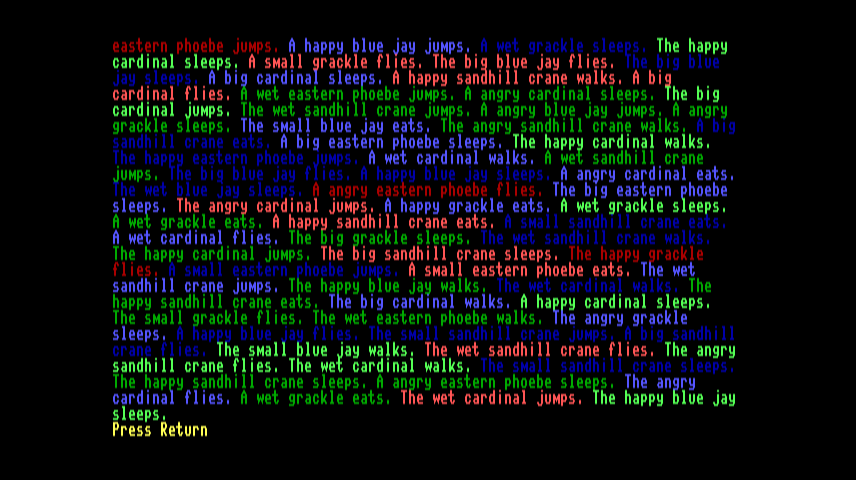 eastern phoebe jumps. A happy blue jay jumps. A wet grackle sleeps. The happy
cardinal sleeps. A small grackle flies. The big blue jay flies. The big blue
jay sleeps. A big cardinal sleeps. A happy sandhill crane walks. A big
cardinal flies. A wet eastern phoebe jumps. A angry cardinal sleeps. The big
cardinal jumps. The wet sandhill crane jumps. A angry blue jay jumps. A angry
grackle sleeps. The small blue jay eats. The angry sandhill crane walks. A big
sandhill crane eats. A big eastern phoebe sleeps. The happy cardinal walks.
The happy eastern phoebe jumps. A wet cardinal walks. A wet sandhill crane
jumps. The big blue jay flies. A happy blue jay sleeps. A angry cardinal eats.
The wet blue jay sleeps. A angry eastern phoebe flies. The big eastern phoebe
sleeps. The angry cardinal jumps. A happy grackle eats. A wet grackle sleeps.
A wet grackle eats. A happy sandhill crane eats. A small sandhill crane eats.
A wet cardinal flies. The big grackle sleeps. The wet sandhill crane walks.
The happy cardinal jumps. The big sandhill crane sleeps. The happy grackle
flies. A small eastern phoebe jumps. A small eastern phoebe eats. The wet
sandhill crane jumps. The happy blue jay walks. The wet cardinal walks. The
happy sandhill crane eats. The big cardinal walks. A happy cardinal sleeps.
The small grackle flies. The wet eastern phoebe walks. The angry grackle
sleeps. A happy blue jay flies. The small sandhill crane jumps. A big sandhill
crane flies. The small blue jay walks. The wet sandhill crane flies. The angry
sandhill crane flies. The wet cardinal walks. The small sandhill crane sleeps.
The happy sandhill crane sleeps. A angry eastern phoebe sleeps. The angry
cardinal flies. A wet grackle eats. The wet cardinal jumps. The happy blue jay
sleeps.
Press Return